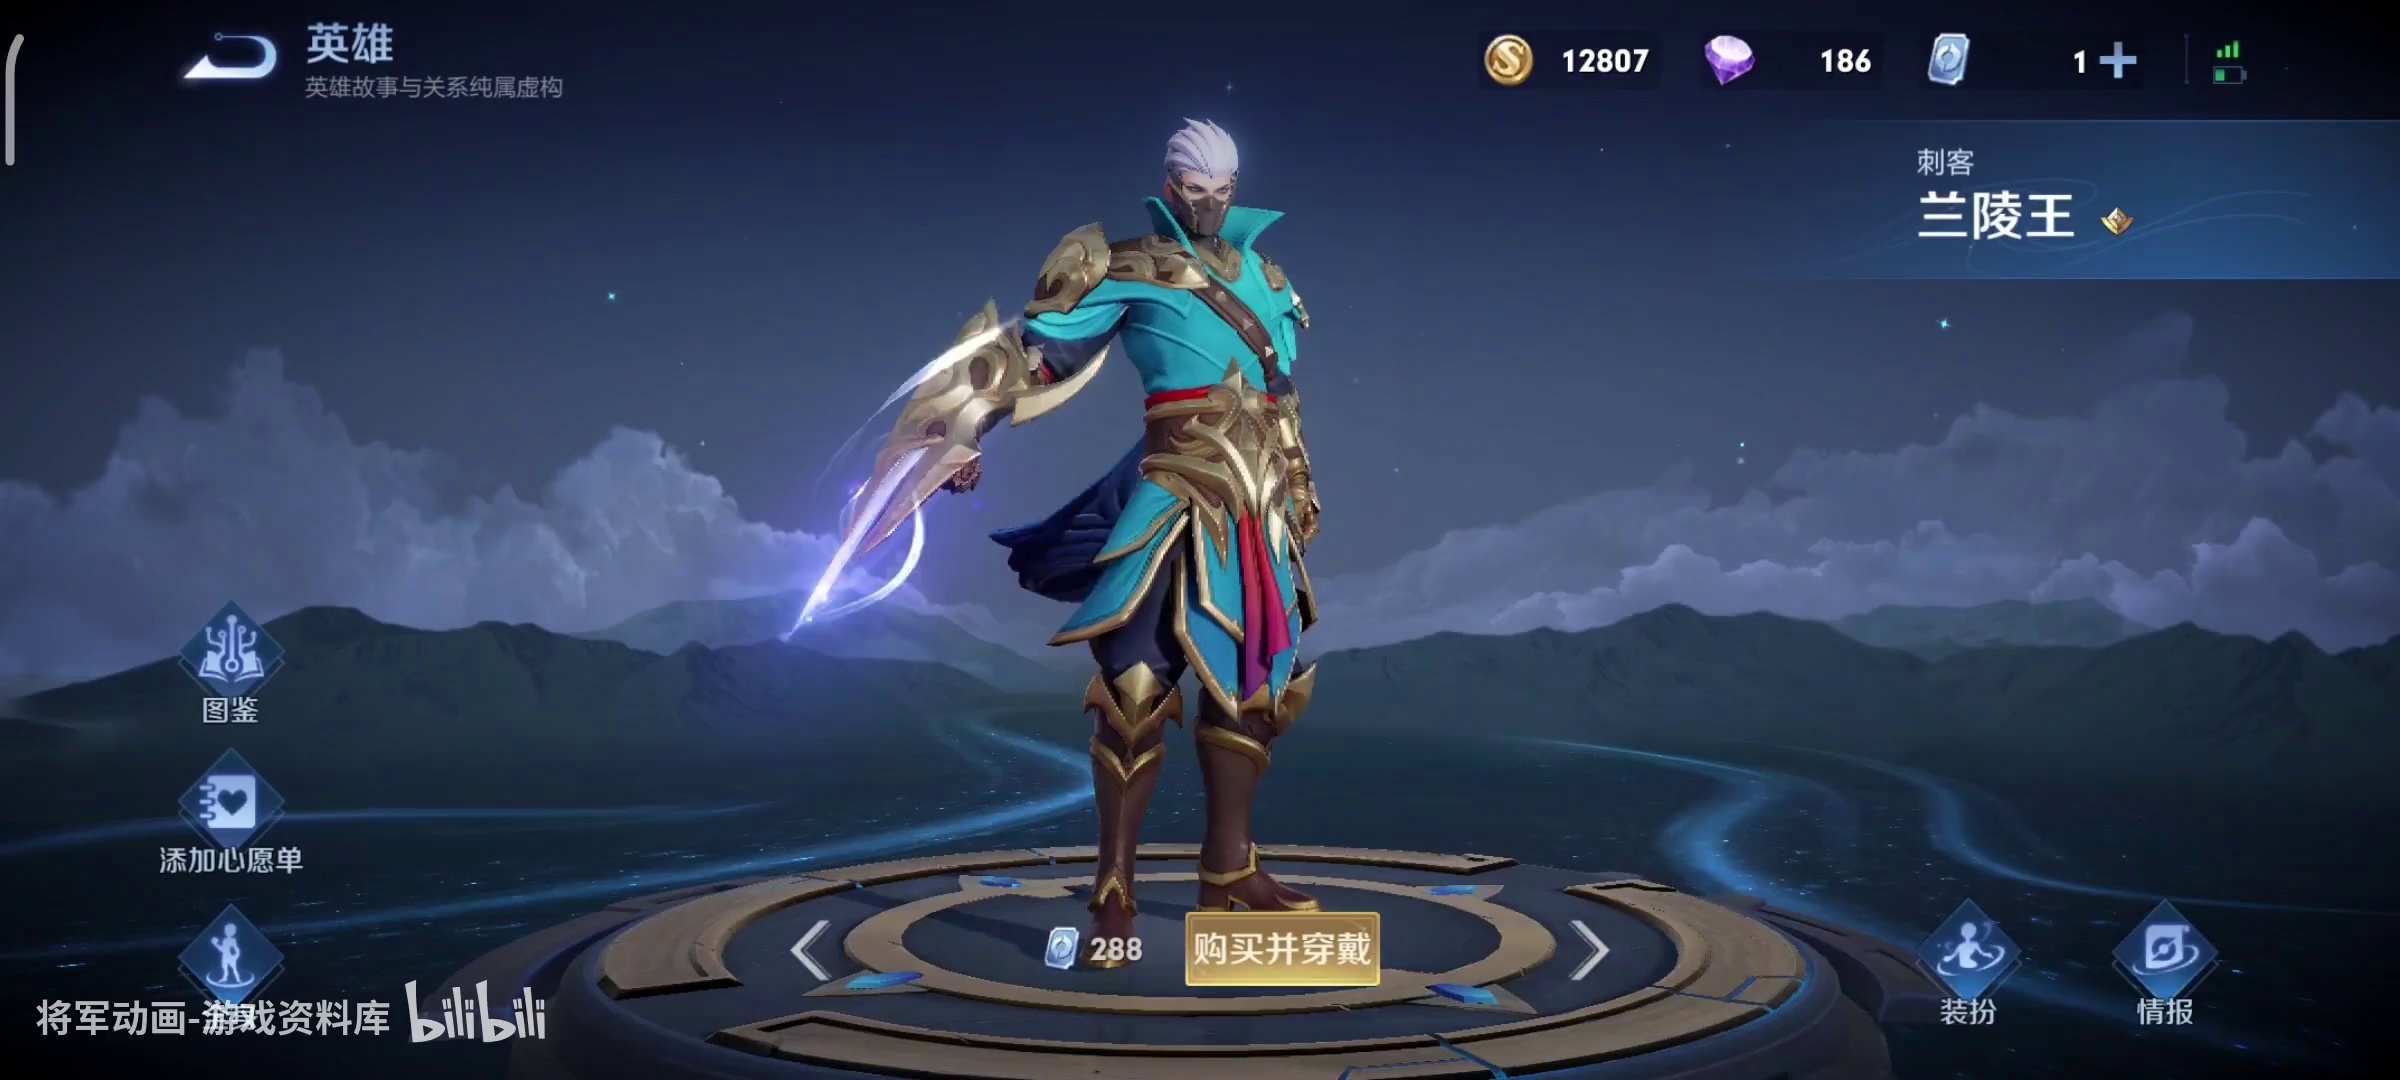 英雄
英雄故事与关系纯属虚构
12807
186
1
刺客
兰陵王
图鉴
添加心愿单
288
购买并穿戴
装扮
情报
将军动画-游戏资料库 bilibili